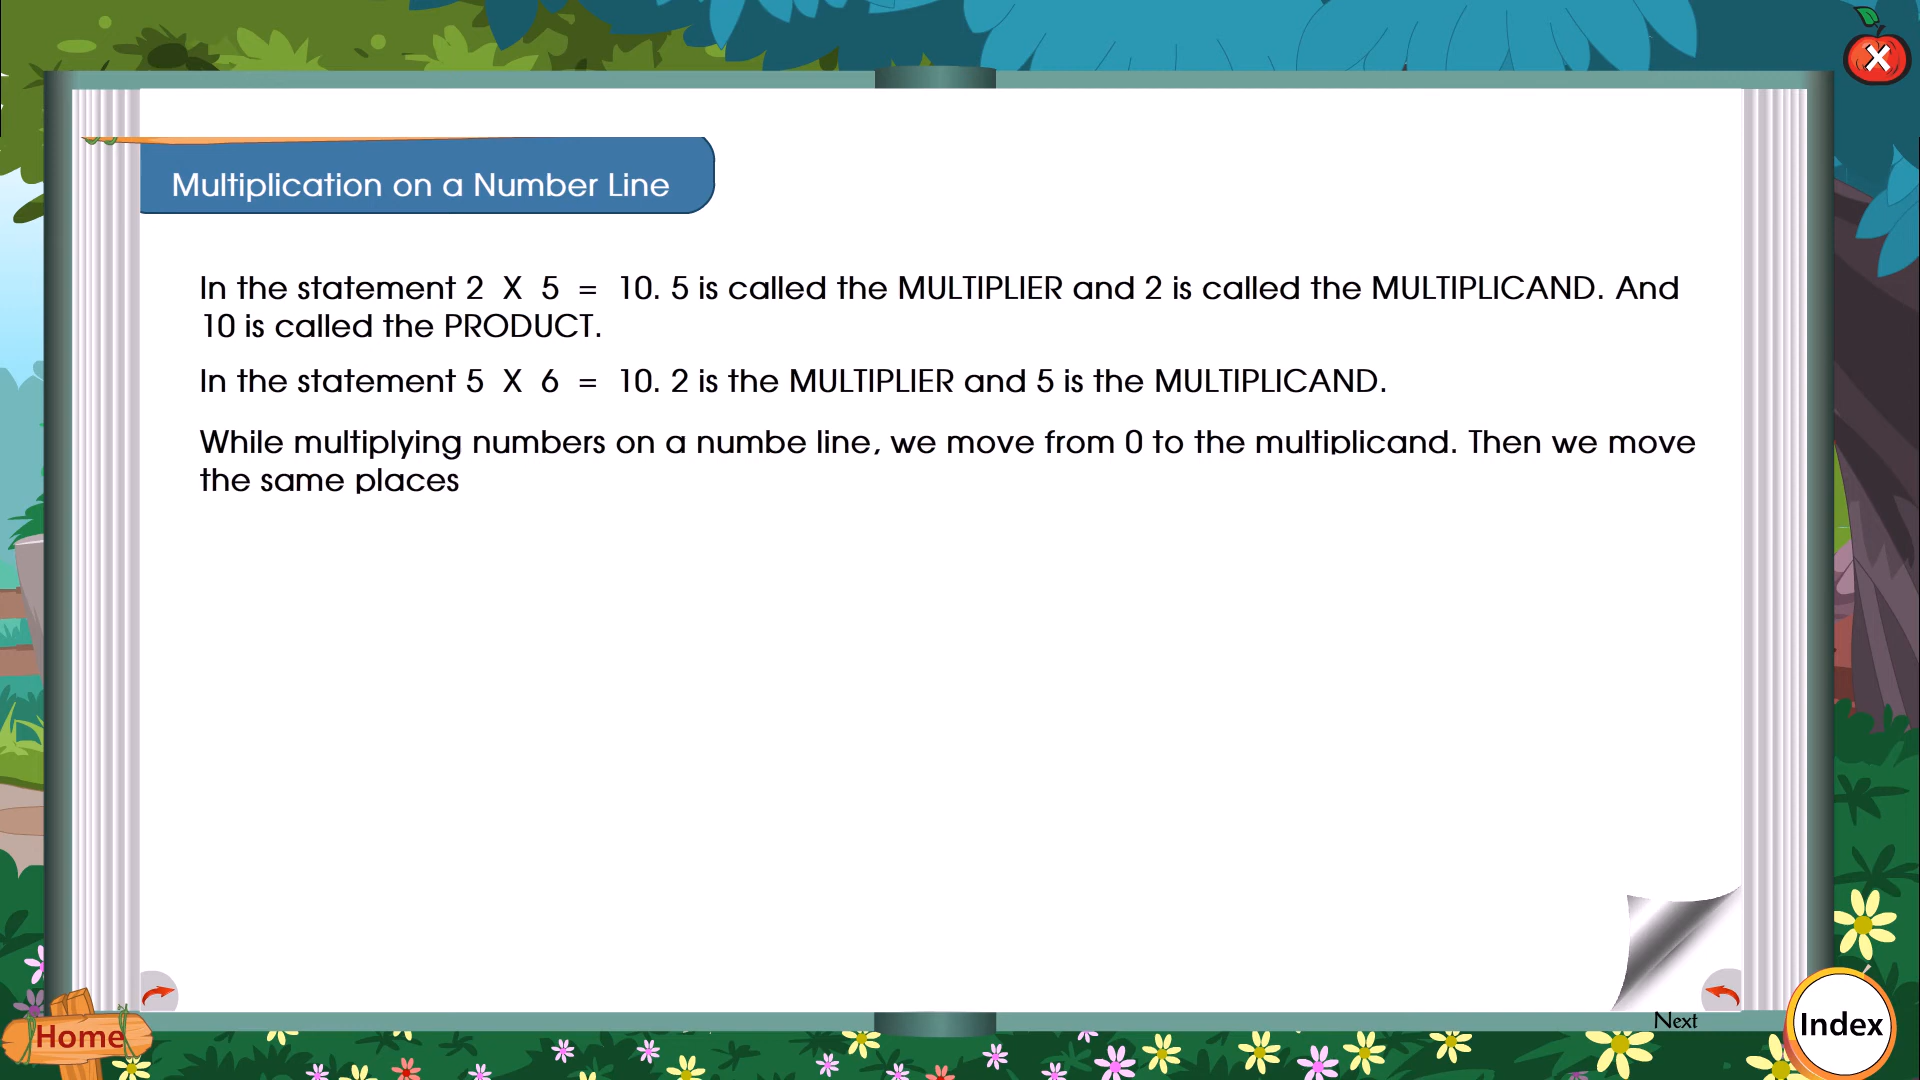 Multiplication on a Number Line
In the statement 2 X 5 = 10. 5 is called the MULTIPLIER and 2 is called the MULTIPLICAND. And
10 is called the PRODUCT.
In the statement 5 X 6 = 10. 2 is the MULTIPLIER and 5 is the MULTIPLICAND.
While multiplying numbers on a numbe line, we move from 0 to the multiplicand. Then we move
the same places
Next
Home
Index